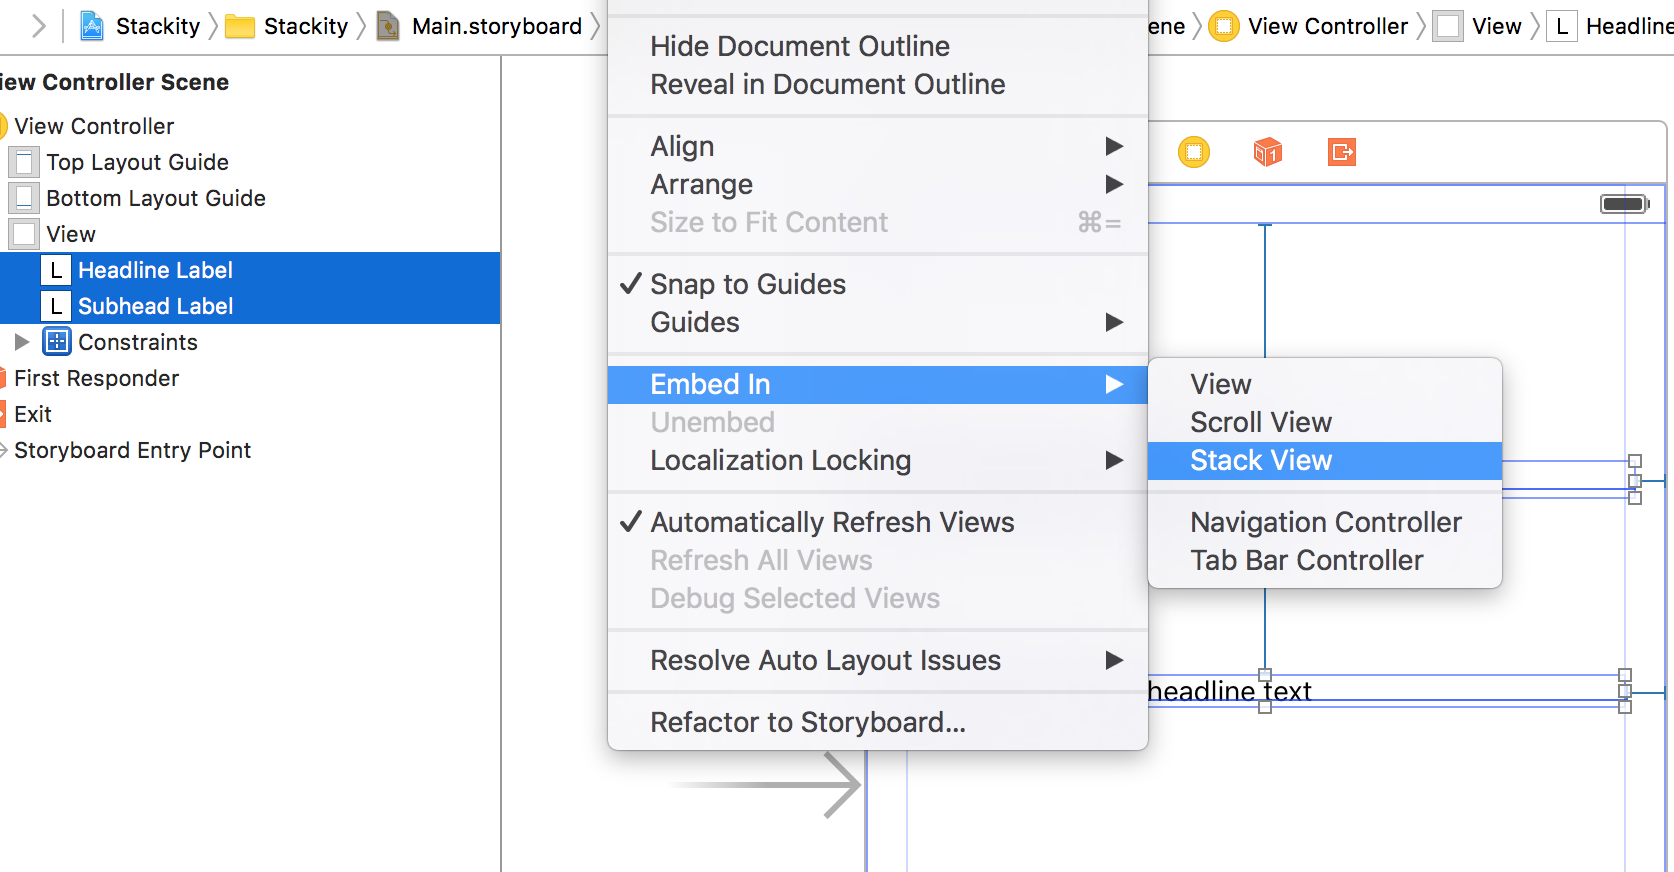 Stackity
Stackity
Main.storyboard
ene
View Controller
View
L
Headline
iew Controller Scene
View Controller
Top Layout Guide
Bottom Layout Guide
View
L Headline Label
L Subhead Label
Constraints
First Responder
Exit
Storyboard Entry Point
Hide Document Outline
Reveal in Document Outline
Align
Arrange
Size to Fit Content ⌘=
✓ Snap to Guides
Guides
Embed In
Unembed
Localization Locking
✓ Automatically Refresh Views
Refresh All Views
Debug Selected Views
Resolve Auto Layout Issues
Refactor to Storyboard...
View
Scroll View
Stack View
Navigation Controller
Tab Bar Controller
1
headline text